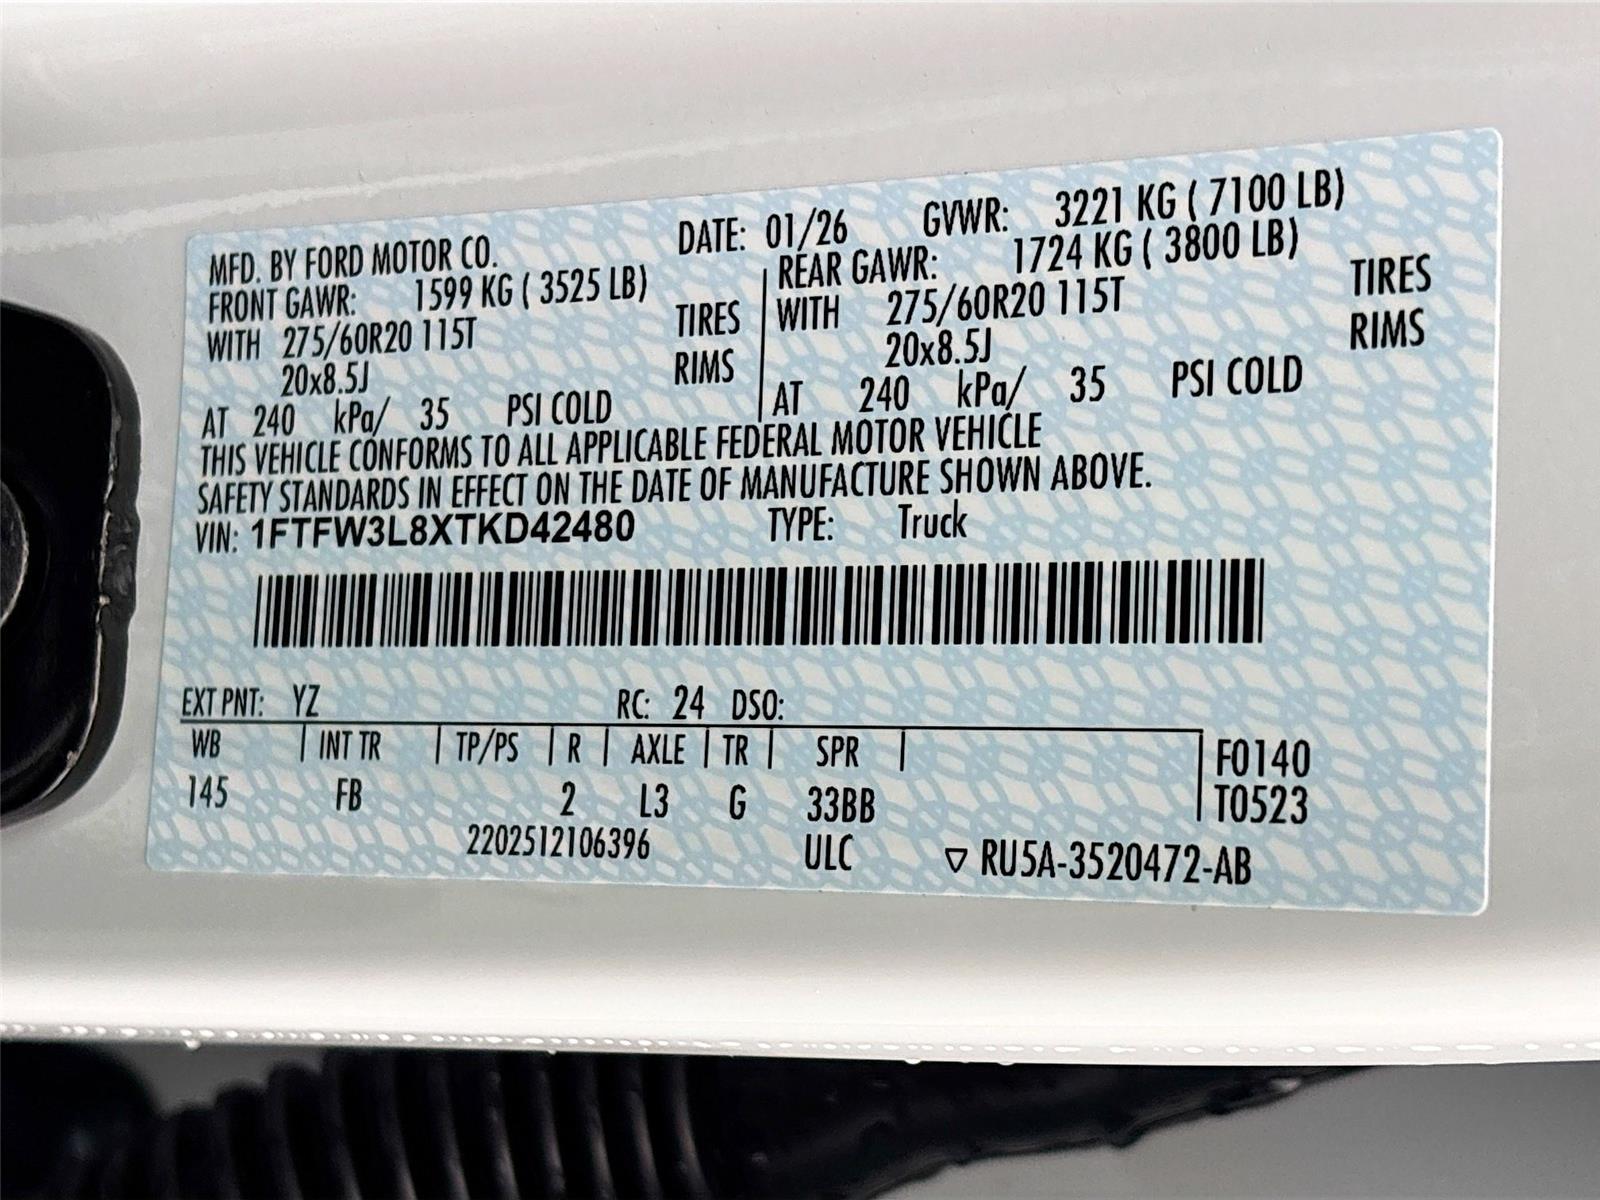 MFD. BY FORD MOTOR CO. DATE: 01/26 GVWR: 3221 KG ( 7100 LB)
FRONT GAWR: 1599 KG ( 3525 LB) REAR GAWR: 1724 KG ( 3800 LB)
WITH 275/60R20 115T TIRES WITH 275/60R20 115T TIRES
20x8.5J RIMS 20x8.5J RIMS
AT 240 kPa/ 35 PSI COLD AT 240 kPa/ 35 PSI COLD
THIS VEHICLE CONFORMS TO ALL APPLICABLE FEDERAL MOTOR VEHICLE
SAFETY STANDARDS IN EFFECT ON THE DATE OF MANUFACTURE SHOWN ABOVE.
VIN: 1FTFW3L8XTKD42480 TYPE: Truck
EXT PNT: YZ RC: 24 DSO:
WB INT TR TP/PS R AXLE TR SPR F0140
145 FB 2 L3 G 33BB T0523
2202512106396 ULC ▽ RU5A-3520472-AB